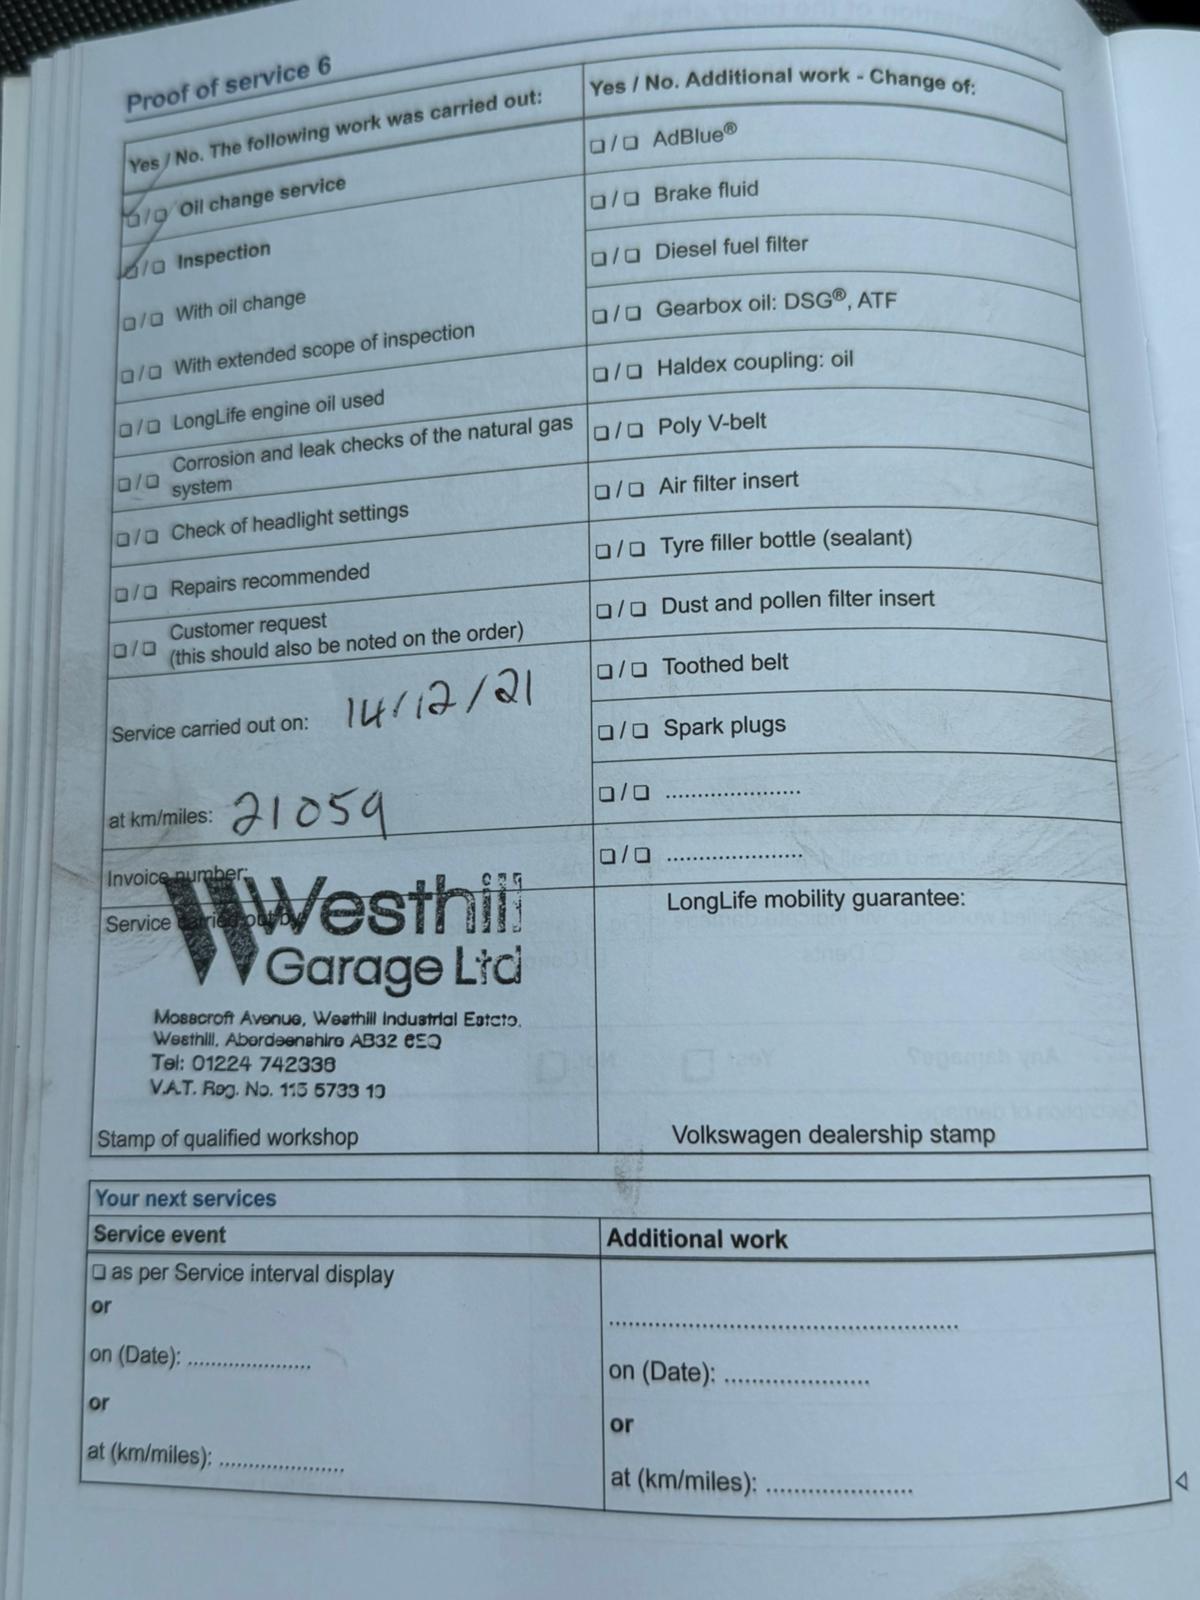 Proof of service 6
Yes / No. The following work was carried out:
❏ / ❏ Oil change service
❏ / ❏ Inspection
❏ / ❏ With oil change
❏ / ❏ With extended scope of inspection
❏ / ❏ LongLife engine oil used
❏ / ❏ Corrosion and leak checks of the natural gas
system
❏ / ❏ Check of headlight settings
❏ / ❏ Repairs recommended
❏ / ❏ Customer request
(this should also be noted on the order)
Service carried out on: 14/12/21
at km/miles: 21059
Invoice number:
Service carried out by:
Westhill
Garage Ltd
Mosscroft Avenue, Westhill Industrial Estate,
Westhill, Aberdeenshire AB32
Tel: 01224 742338
V.A.T. Reg. No. 5733
Stamp of qualified workshop
Yes / No. Additional work - Change of:
❏ / ❏ AdBlue®
❏ / ❏ Brake fluid
❏ / ❏ Diesel fuel filter
❏ / ❏ Gearbox oil: DSG®, ATF
❏ / ❏ Haldex coupling: oil
❏ / ❏ Poly V-belt
❏ / ❏ Air filter insert
❏ / ❏ Tyre filler bottle (sealant)
❏ / ❏ Dust and pollen filter insert
❏ / ❏ Toothed belt
❏ / ❏ Spark plugs
❏ / ❏ .....................
❏ / ❏ .....................
LongLife mobility guarantee:
Volkswagen dealership stamp
Your next services
Service event
❏ as per Service interval display
or
on (Date): .....................
or
at (km/miles): .....................
Additional work
.....................................................
on (Date): ......................
or
at (km/miles): ......................